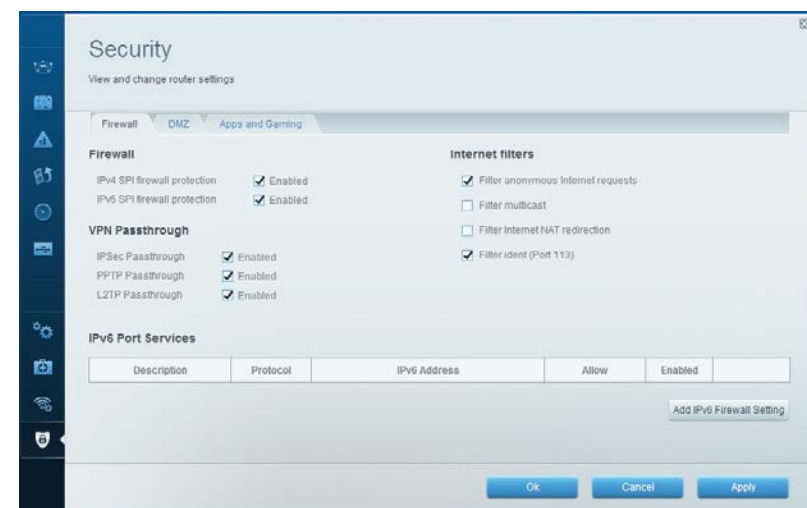 Security
View and change router settings
Firewall DMZ Apps and Gaming
Firewall
IPv4 SPI firewall protection Enabled
IPv6 SPI firewall protection Enabled
VPN Passthrough
IPSec Passthrough Enabled
PPTP Passthrough Enabled
L2TP Passthrough Enabled
Internet filters
Filter anonymous Internet requests
Filter multicast
Filter Internet NAT redirection
Filter ident (Port 113)
IPv6 Port Services
Description Protocol IPv6 Address Allow Enabled
Add IPv6 Firewall Setting
Ok Cancel Apply